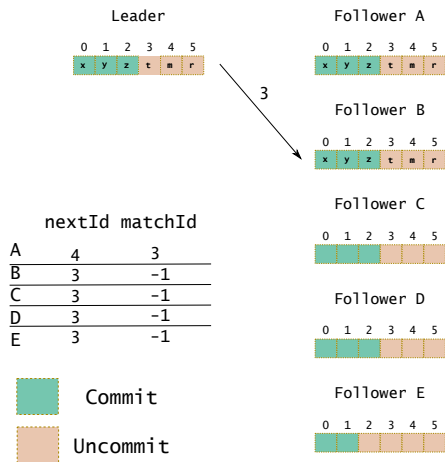 Leader
0 1 2 3 4 5
x y z t m r
3
Follower A
0 1 2 3 4 5
x y z t m r
Follower B
0 1 2 3 4 5
x y z t m r
Follower C
0 1 2 3 4 5
Follower D
0 1 2 3 4 5
Follower E
0 1 2 3 4 5
nextId matchId
A 4 3
B 3 -1
C 3 -1
D 3 -1
E 3 -1
Commit
Uncommit